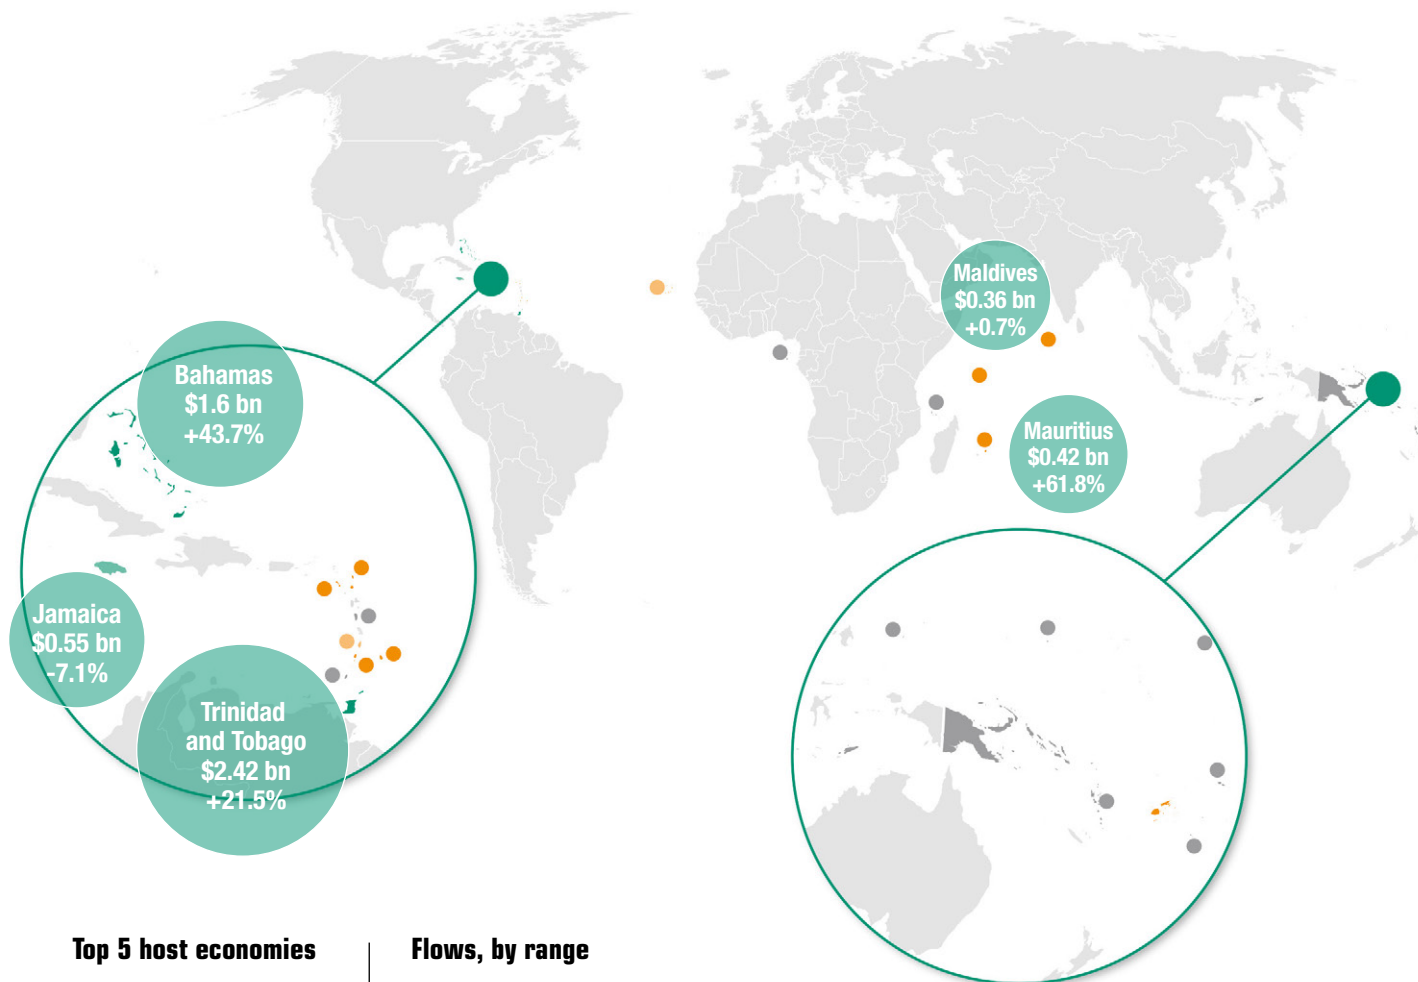 Maldives
$0.36 bn
+0.7%
Bahamas
$1.6 bn
+43.7%
Mauritius
$0.42 bn
+61.8%
Jamaica
$0.55 bn
-7.1%
Trinidad
and Tobago
$2.42 bn
+21.5%
Top 5 host economies
Flows, by range